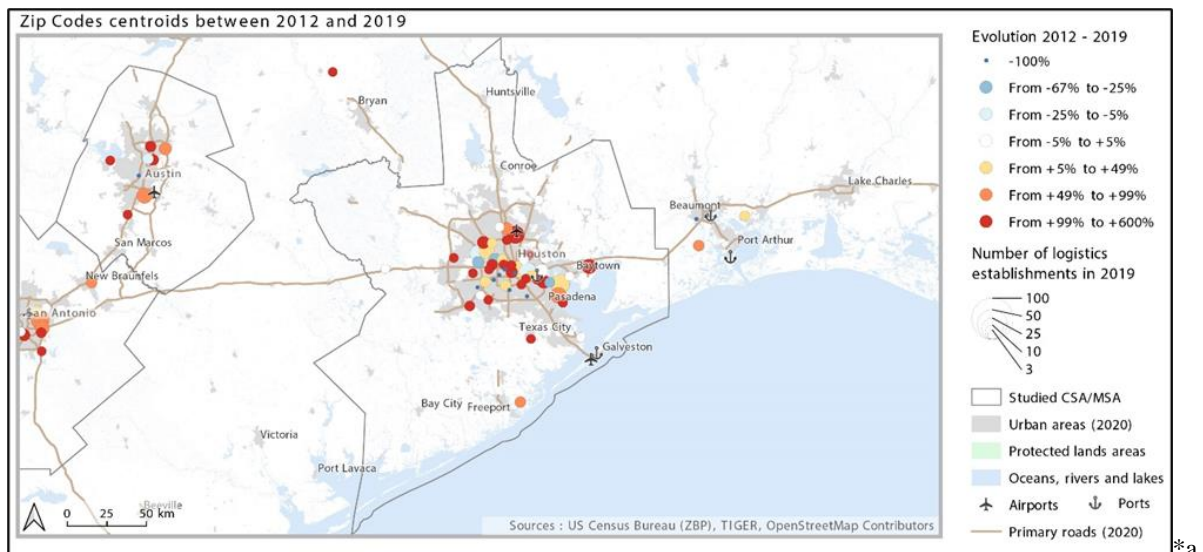 Zip Codes centroids between 2012 and 2019
Huntsville
Bryan
Conroe
Austin
Lake Charles
Beaumont
Port Arthur
San Marcos
Houston
Baytown
New Braunfels
Pasadena
San Antonio
Texas City
Galveston
Bay City
Freeport
Victoria
Port Lavaca
Beeville
0 25 50 km
Sources : US Census Bureau (ZBP), TIGER, OpenStreetMap Contributors
Evolution 2012 - 2019
-100%
From -67% to -25%
From -25% to -5%
From -5% to +5%
From +5% to +49%
From +49% to +99%
From +99% to +600%
Number of logistics
establishments in 2019
100
50
25
10
3
Studied CSA/MSA
Urban areas (2020)
Protected lands areas
Oceans, rivers and lakes
Airports
Ports
Primary roads (2020)
*a